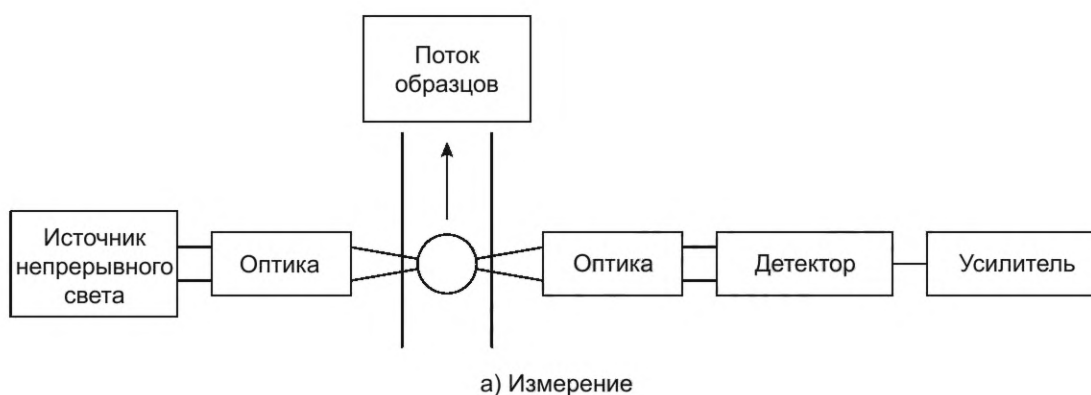 Поток
образцов
Источник
непрерывного
света
Оптика
Оптика
Детектор
Усилитель
а) Измерение